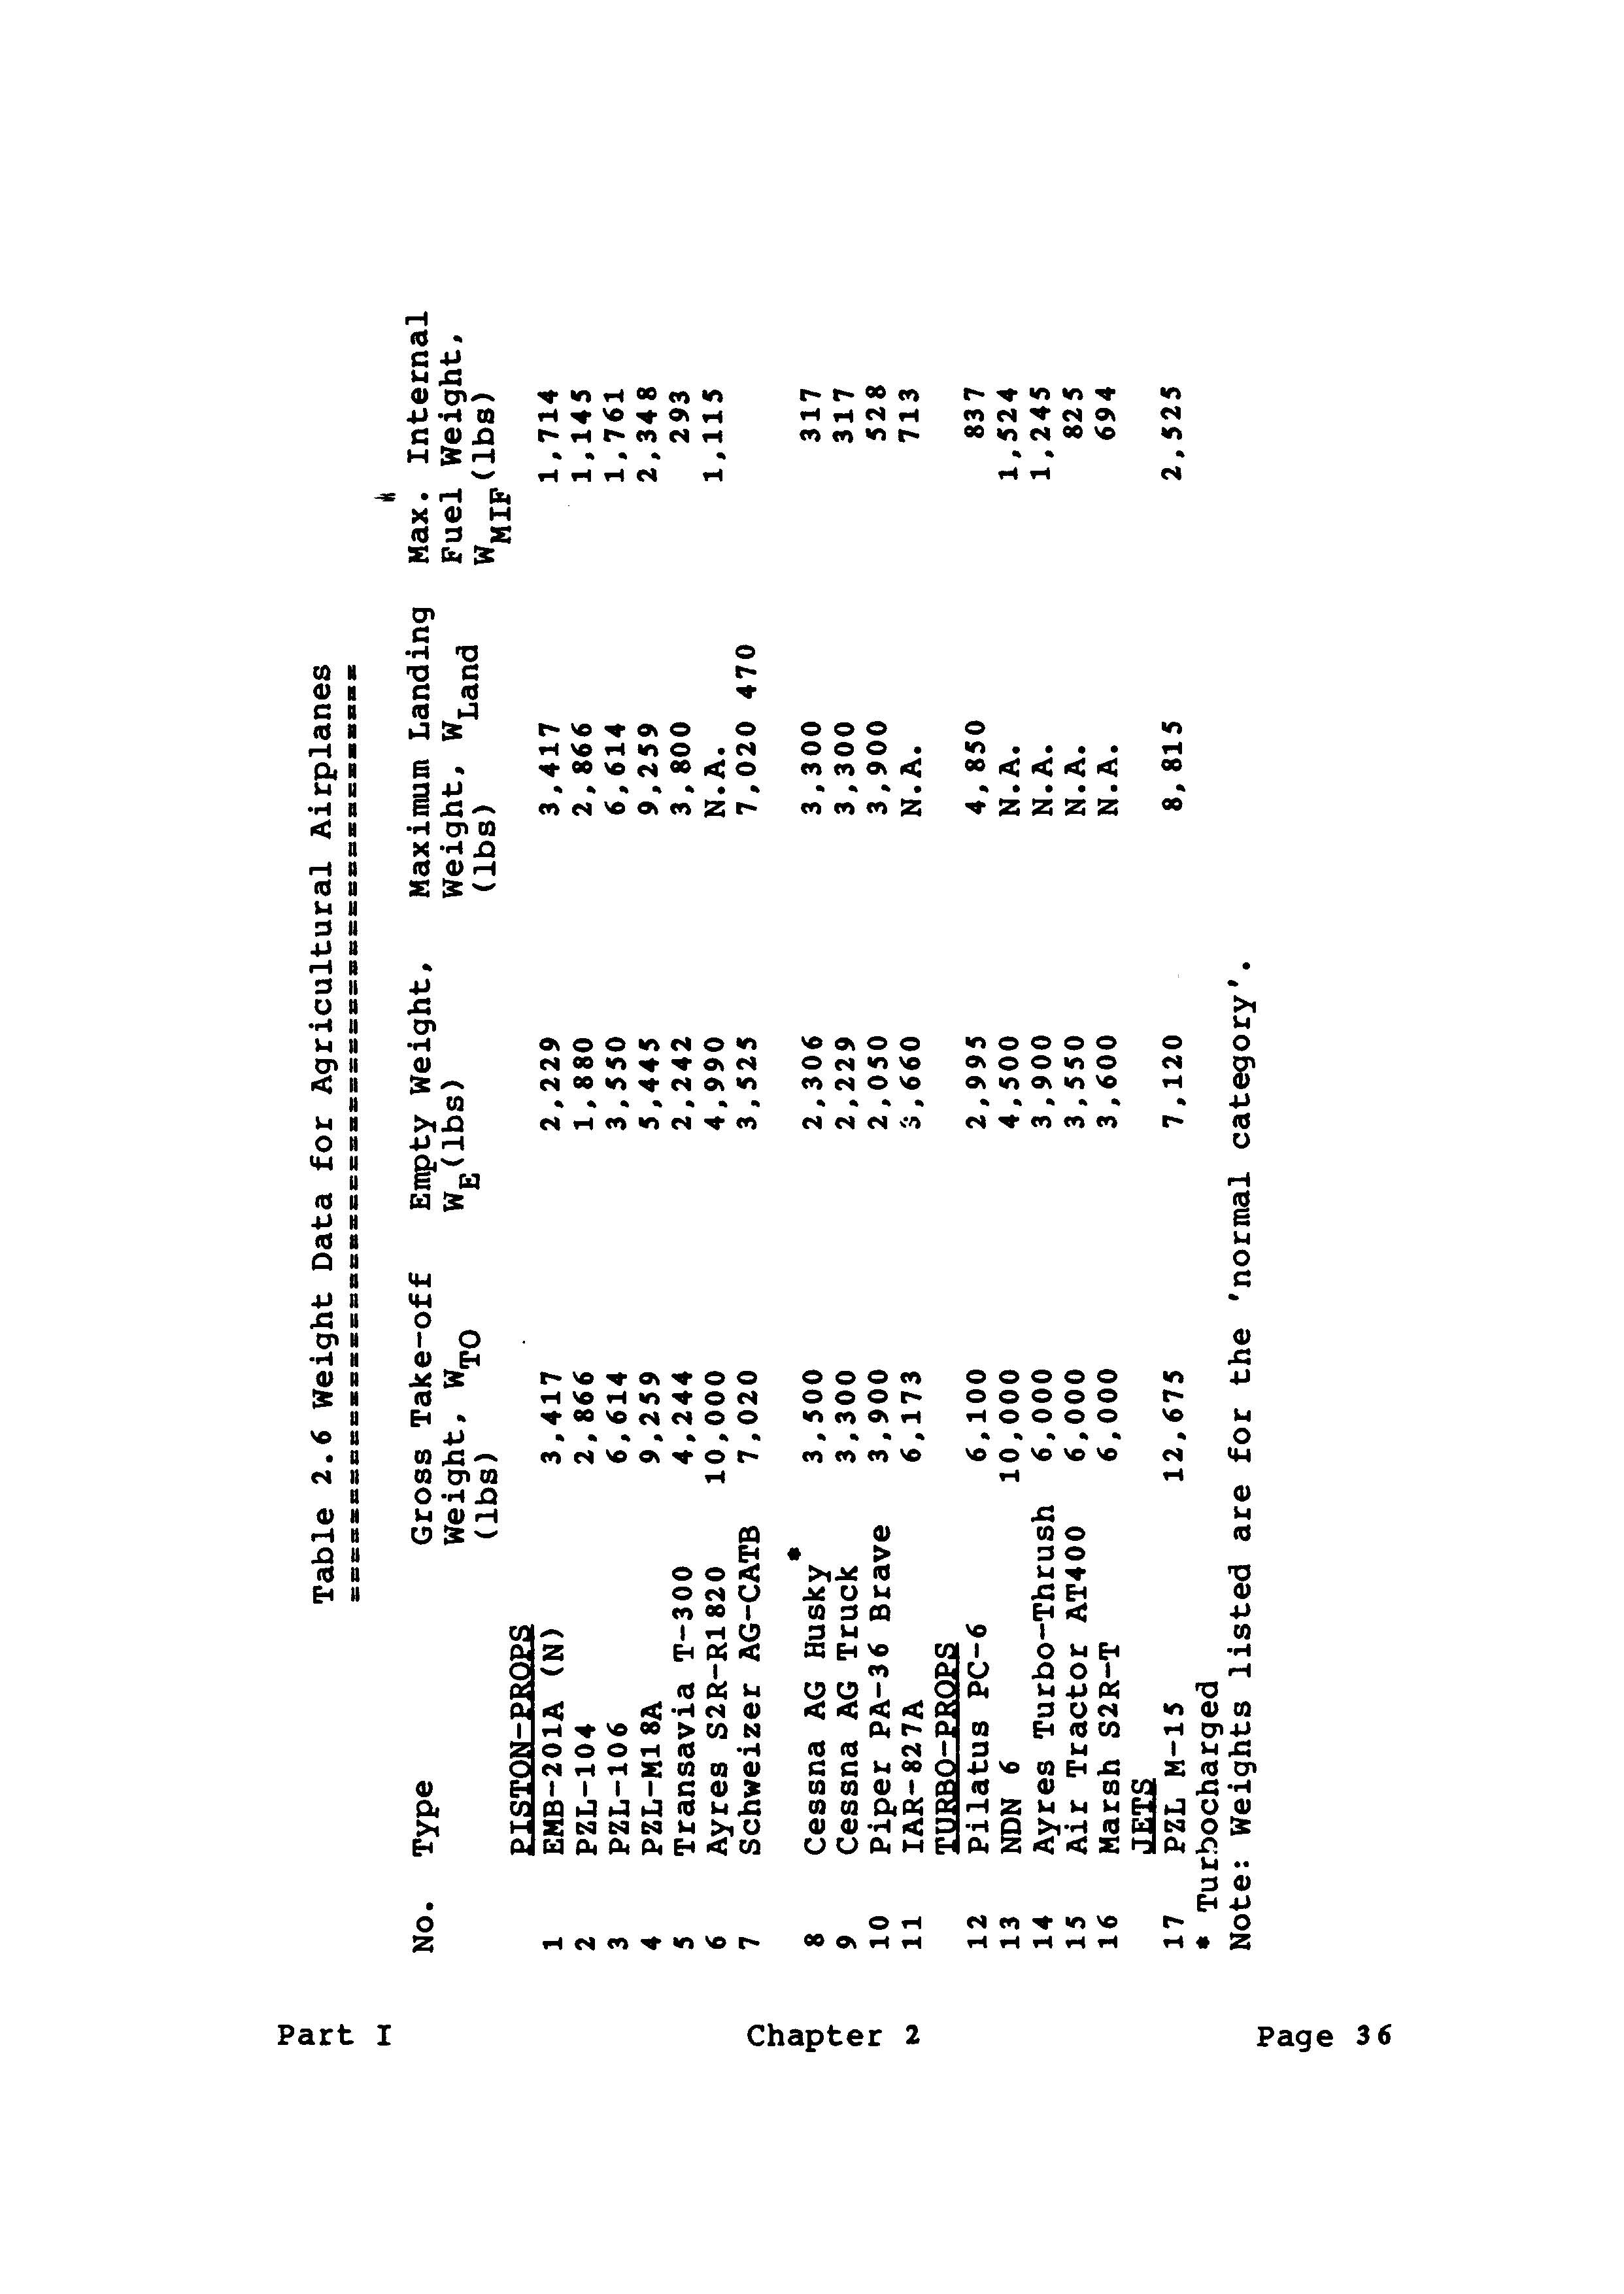 Part I Chapter 2 Page 36
Table 2.6 Weight Data for Agricultural Airplanes
================================================
No. Type Gross Take-off Empty Weight, Maximum Landing Max. Internal
Weight, WTO WE(lbs) Weight, WLand Fuel Weight,
(lbs) (lbs) WMIF(lbs)
PISTON-PROPS
1 EMB-201A (N) 3,417 2,229 3,417 1,714
2 PZL-104 2,866 1,880 2,866 1,145
3 PZL-106 6,614 3,550 6,614 1,761
4 PZL-M18A 9,259 5,445 9,259 2,348
5 Transavia T-300 4,244 2,242 3,800 293
6 Ayres S2R-R1820 10,000 4,990 N.A. 1,115
7 Schweizer AG-CATB 7,020 3,525 7,020 470
8 Cessna AG Husky* 3,500 2,306 3,300 317
9 Cessna AG Truck 3,300 2,229 3,300 317
10 Piper PA-36 Brave 3,900 2,050 3,900 528
11 IAR-827A 6,173 3,660 N.A. 713
TURBO-PROPS
12 Pilatus PC-6 6,100 2,995 4,850 837
13 NDN 6 10,000 4,500 N.A. 1,524
14 Ayres Turbo-Thrush 6,000 3,900 N.A. 1,245
15 Air Tractor AT400 6,000 3,550 N.A. 825
16 Marsh S2R-T 6,000 3,600 N.A. 694
JETS
17 PZL M-15 12,675 7,120 8,815 2,525
* Turbocharged
Note: Weights listed are for the 'normal category'.